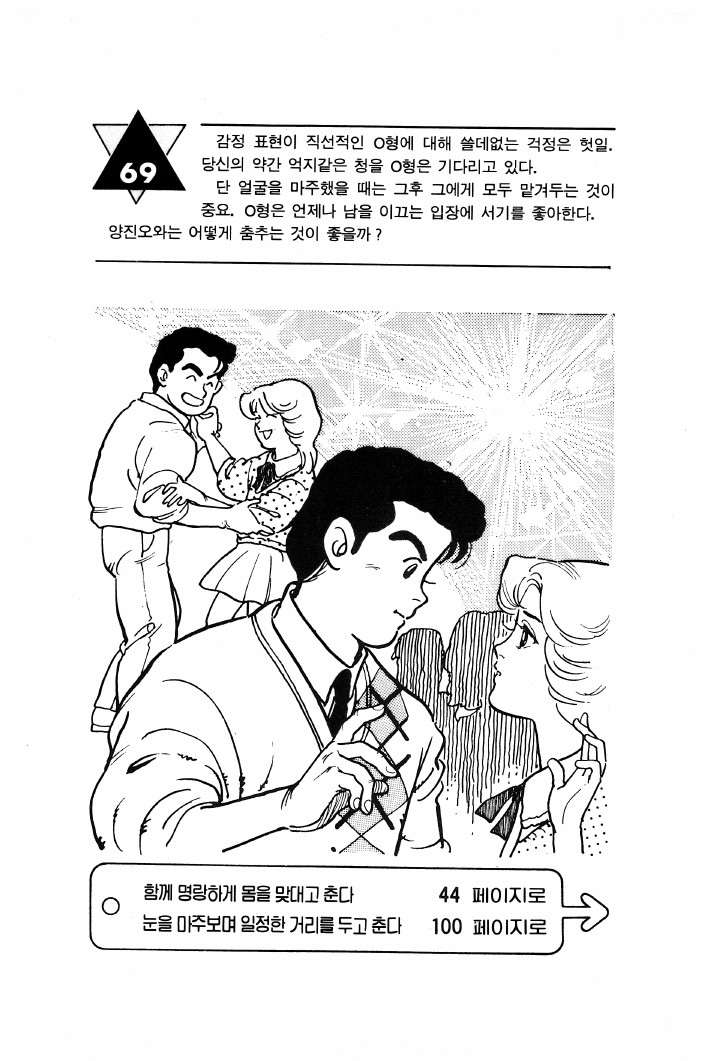 69
감정 표현이 직선적인 O형에 대해 쓸데없는 걱정은 헛일.
당신의 약간 억지같은 청을 O형은 기다리고 있다.
단 얼굴을 마주했을 때는 그후 그에게 모두 맡겨두는 것이
중요. O형은 언제나 남을 이끄는 입장에 서기를 좋아한다.
양진오와는 어떻게 춤추는 것이 좋을까?
함께 명랑하게 몸을 맞대고 춘다 44 페이지로
눈을 마주보며 일정한 거리를 두고 춘다 100 페이지로